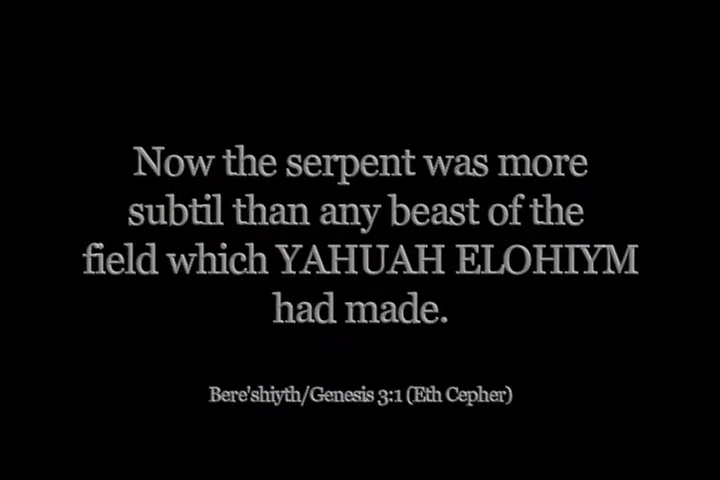 Now the serpent was more
subtil than any beast of the
field which YAHUAH ELOHIYM
had made.
Bere'shiyth/Genesis 3:1 (Eth Cepher)